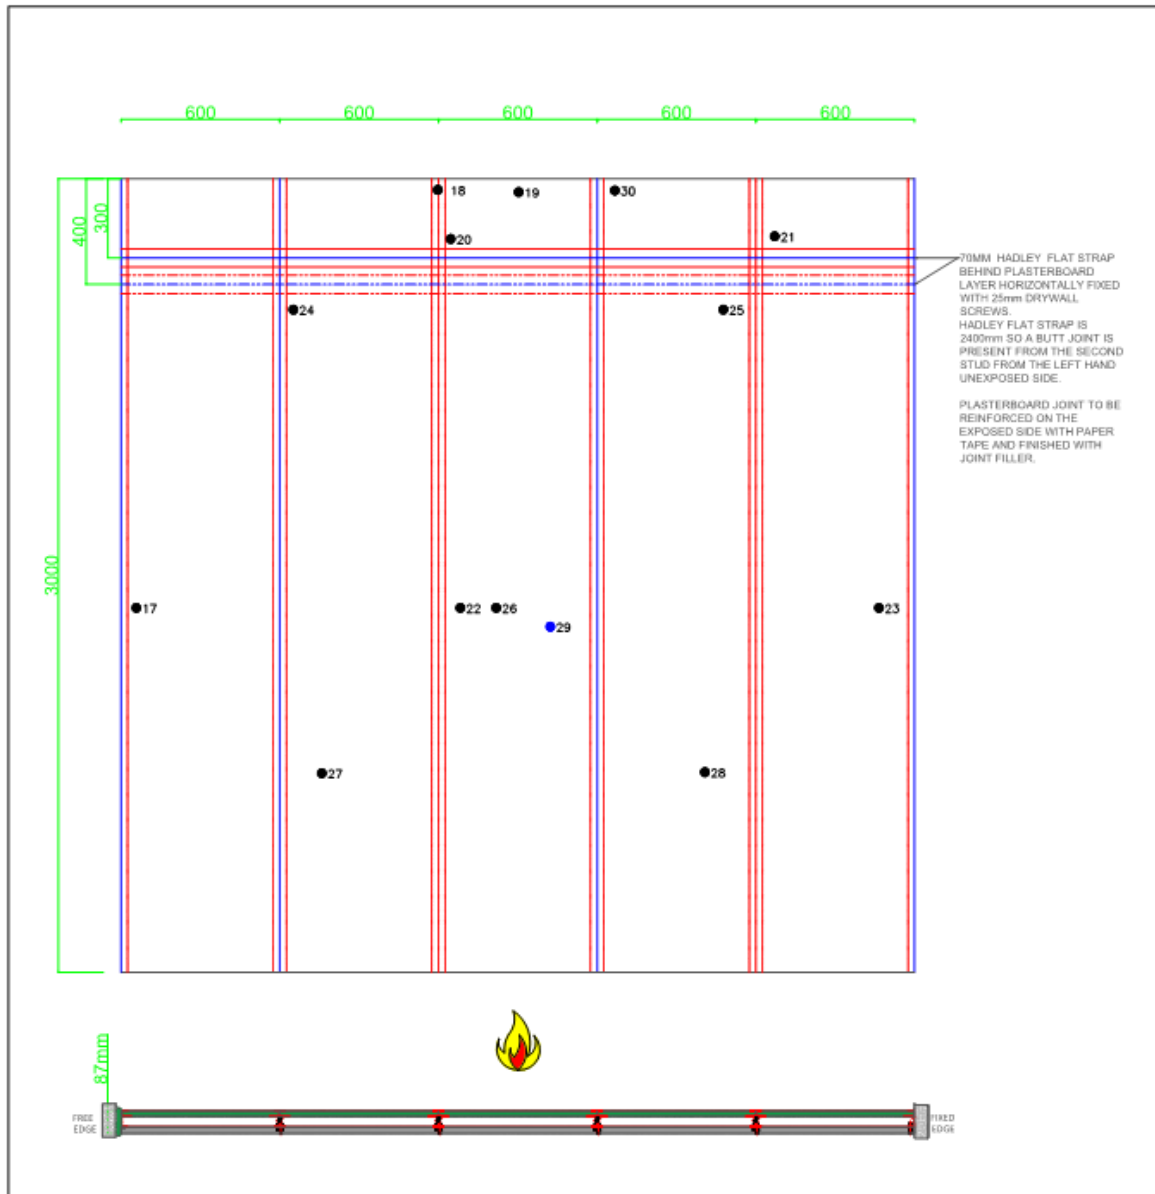 600 600 600 600 600
18 19 30
400 300
20 21
70MM HADLEY FLAT STRAP
BEHIND PLASTERBOARD
LAYER HORIZONTALLY FIXED
WITH 25mm DRYWALL
SCREWS.
HADLEY FLAT STRAP IS
2400mm SO A BUTT JOINT IS
PRESENT FROM THE SECOND
STUD FROM THE LEFT HAND
UNEXPOSED SIDE.
PLASTERBOARD JOINT TO BE
REINFORCED ON THE
EXPOSED SIDE WITH PAPER
TAPE AND FINISHED WITH
JOINT FILLER.
24 25
3000
17 22 26 23
29
27 28
87mm
FREE
EDGE
FIXED
EDGE